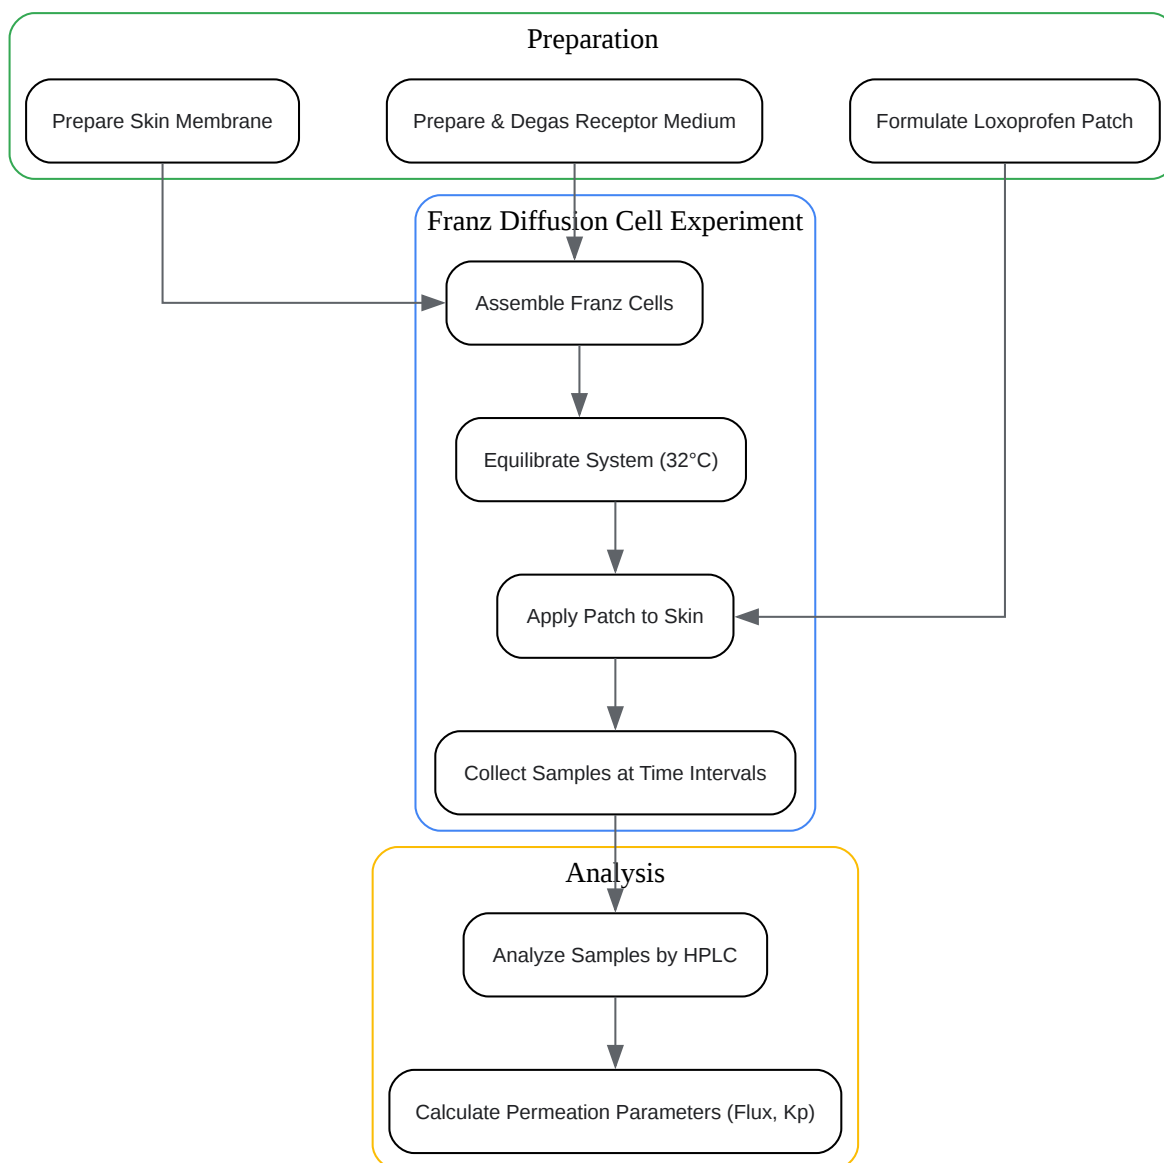 Preparation
Prepare Skin Membrane
Prepare & Degas Receptor Medium
Formulate Loxoprofen Patch
Franz Diffusion Cell Experiment
Assemble Franz Cells
Equilibrate System (32°C)
Apply Patch to Skin
Collect Samples at Time Intervals
Analysis
Analyze Samples by HPLC
Calculate Permeation Parameters (Flux, Kp)